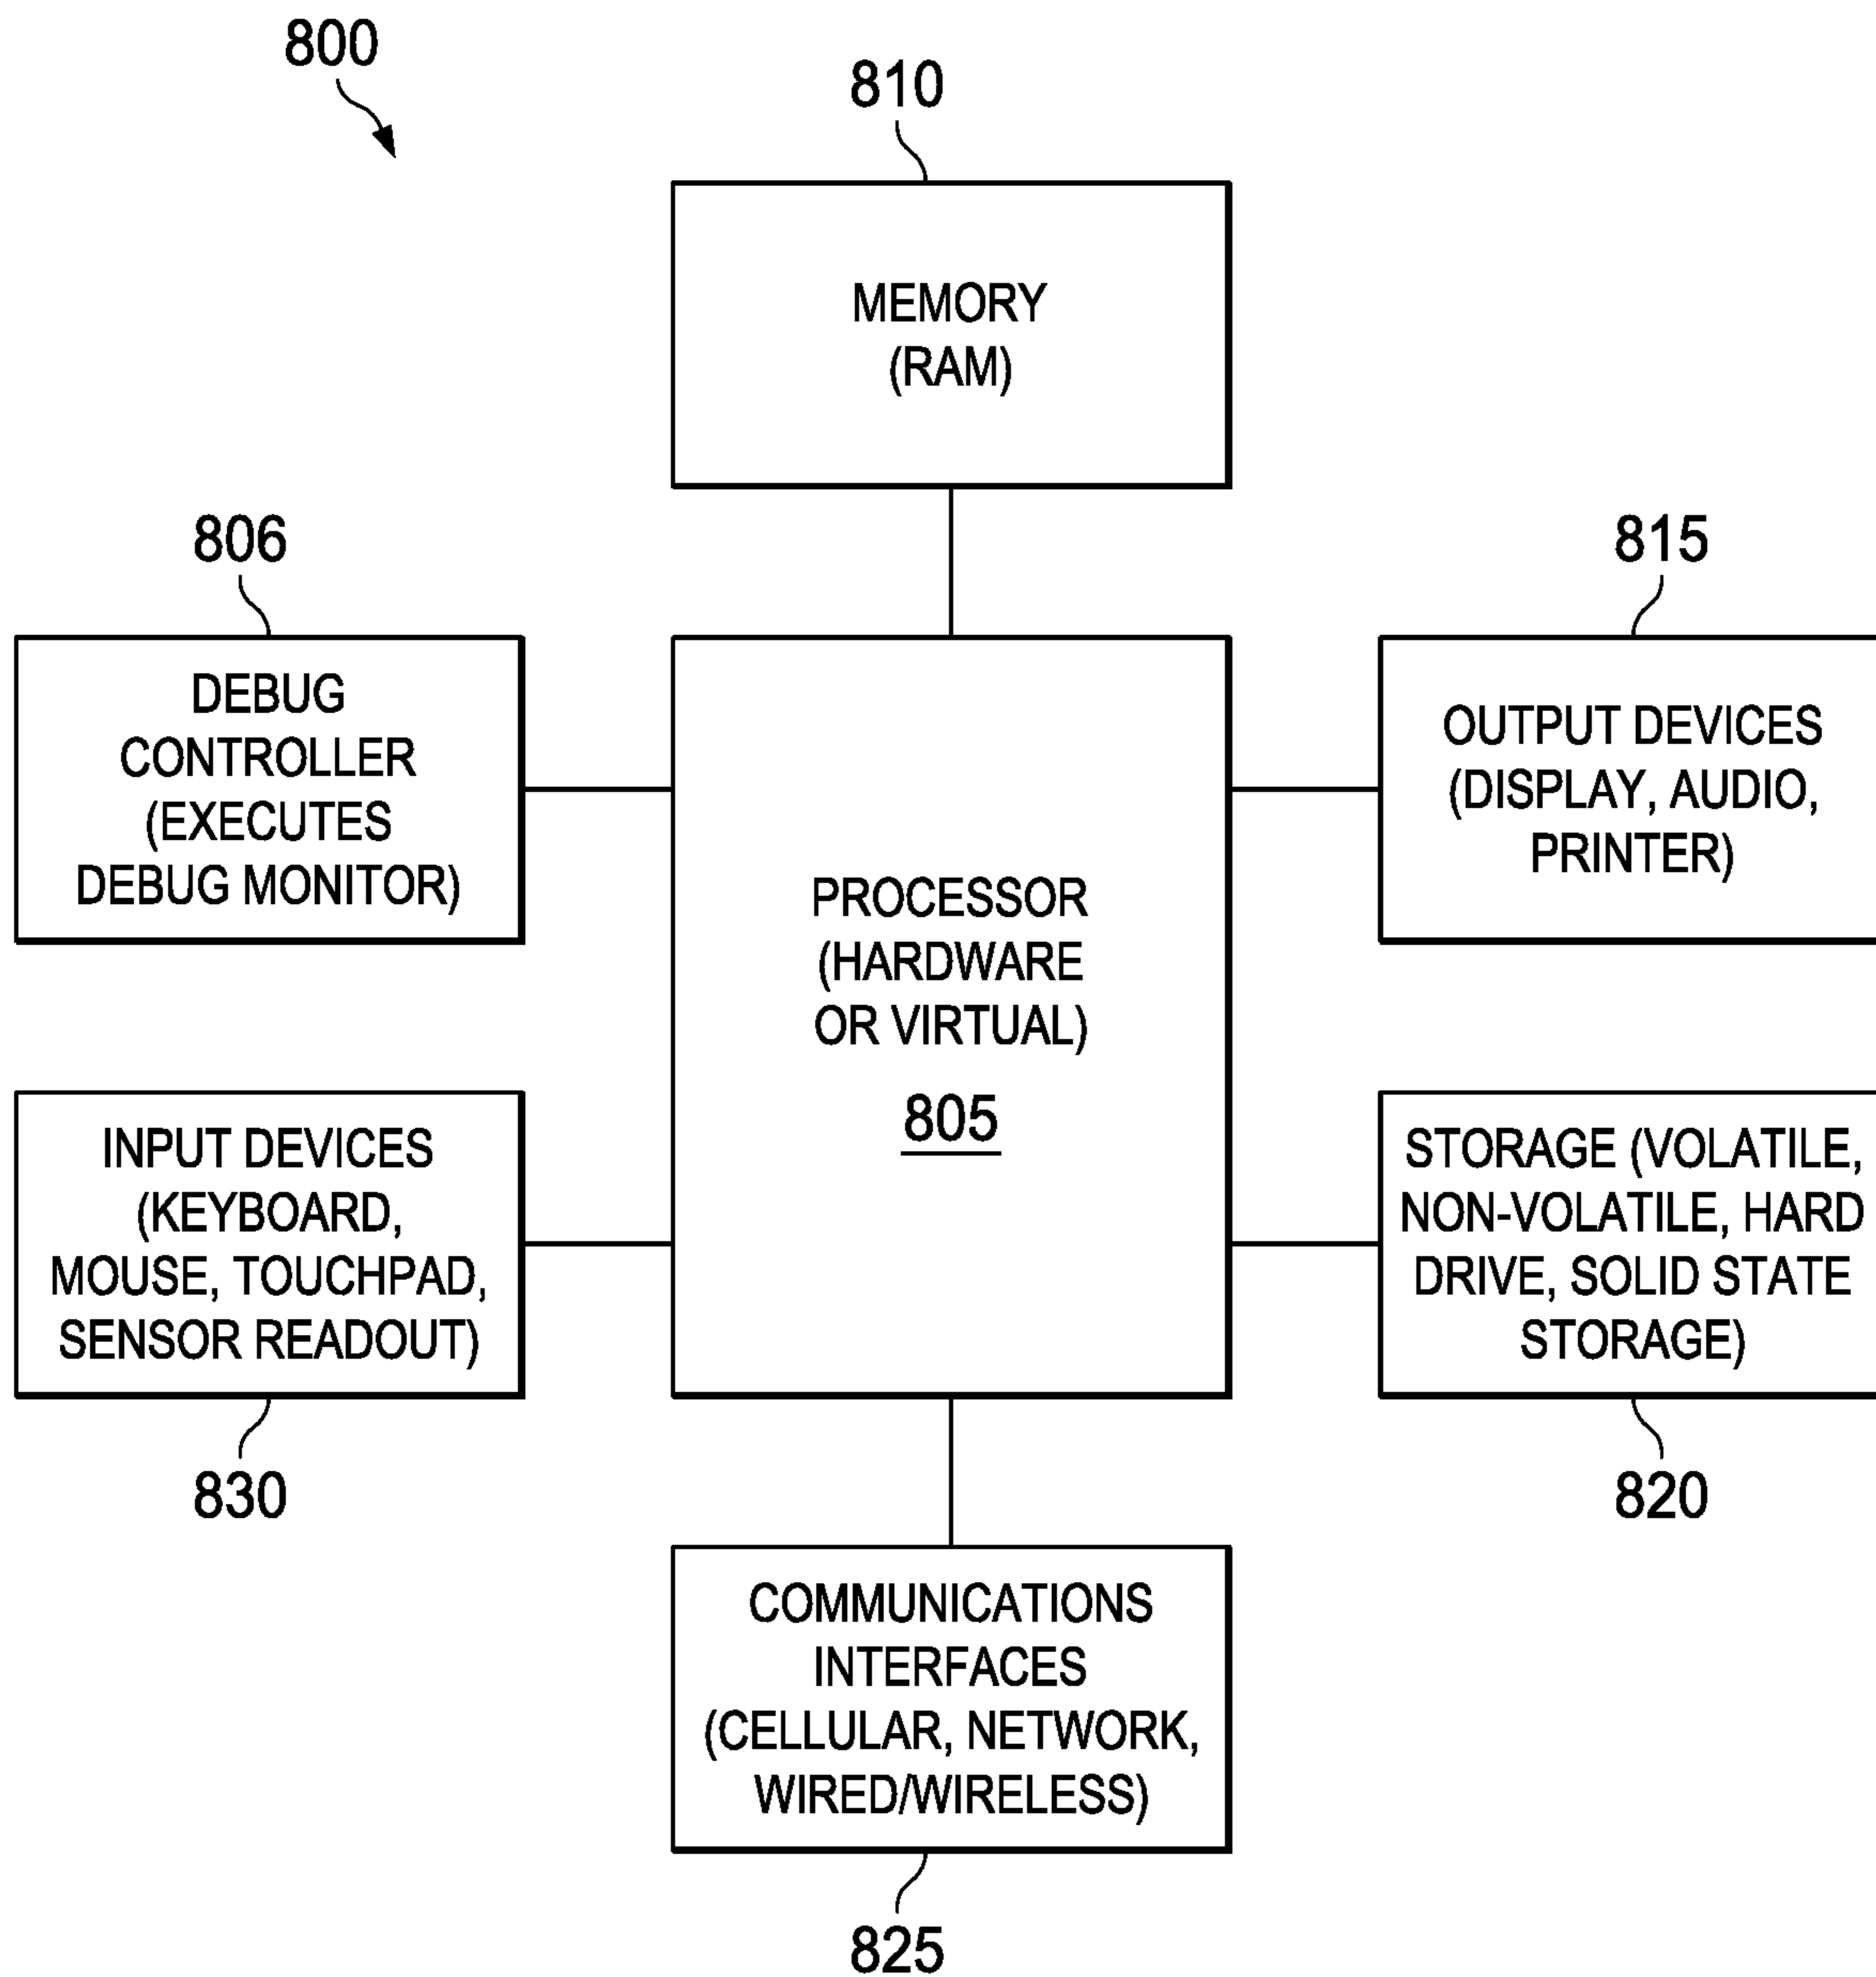 800
810
MEMORY
(RAM)
806
815
DEBUG
CONTROLLER
(EXECUTES
DEBUG MONITOR)
OUTPUT DEVICES
(DISPLAY, AUDIO,
PRINTER)
PROCESSOR
(HARDWARE
OR VIRTUAL)
805
INPUT DEVICES
(KEYBOARD,
MOUSE, TOUCHPAD,
SENSOR READOUT)
STORAGE (VOLATILE,
NON-VOLATILE, HARD
DRIVE, SOLID STATE
STORAGE)
830
820
COMMUNICATIONS
INTERFACES
(CELLULAR, NETWORK,
WIRED/WIRELESS)
825